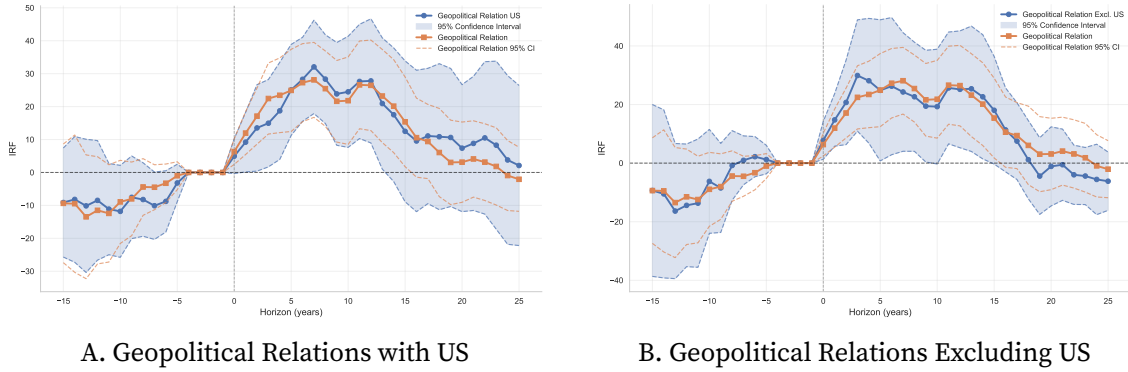 Geopolitical Relation US
95% Confidence Interval
Geopolitical Relation
Geopolitical Relation 95% CI
IRF
50
40
30
20
10
0
−10
−20
−30
−15 −10 −5 0 5 10 15 20 25
Horizon (years)
A. Geopolitical Relations with US
Geopolitical Relation Excl. US
95% Confidence Interval
Geopolitical Relation
Geopolitical Relation 95% CI
IRF
40
20
0
−20
−40
−15 −10 −5 0 5 10 15 20 25
Horizon (years)
B. Geopolitical Relations Excluding US